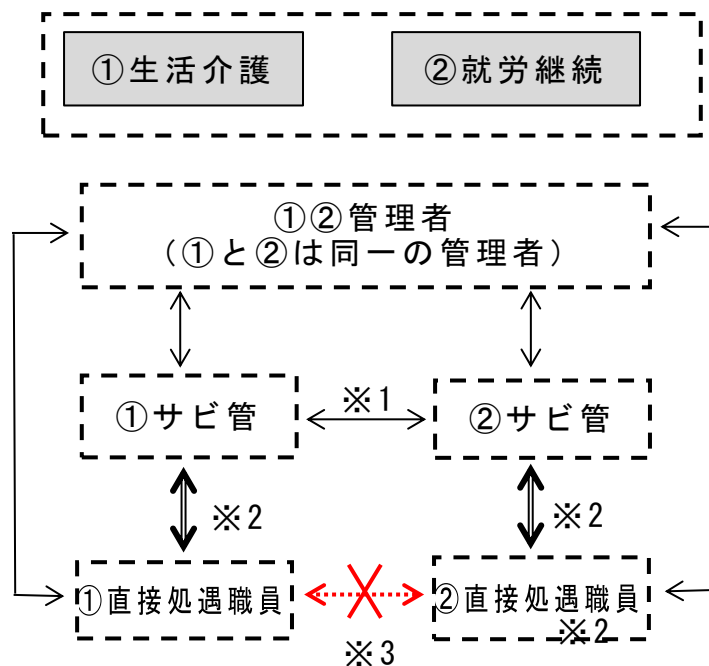 ①生活介護
②就労継続
①②管理者
(①と②は同一の管理者)
①サビ管
※1
②サビ管
※2
※2
①直接処遇職員
②直接処遇職員
※2
※3